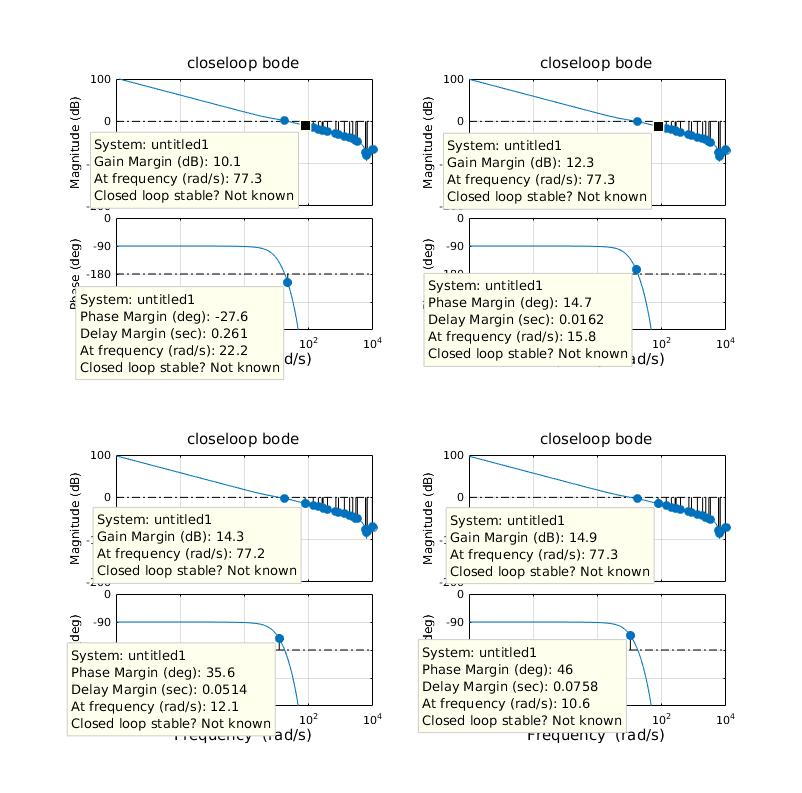 closeloop bode
100
0
Magnitude (dB)
System: untitled1
Gain Margin (dB): 10.1
At frequency (rad/s): 77.3
Closed loop stable? Not known
0
-90
-180
Phase (deg)
System: untitled1
Phase Margin (deg): -27.6
Delay Margin (sec): 0.261
At frequency (rad/s): 22.2
Closed loop stable? Not known
10² 10⁴
d/s)
closeloop bode
100
0
Magnitude (dB)
System: untitled1
Gain Margin (dB): 12.3
At frequency (rad/s): 77.3
Closed loop stable? Not known
0
-90
deg)
System: untitled1
Phase Margin (deg): 14.7
Delay Margin (sec): 0.0162
At frequency (rad/s): 15.8
Closed loop stable? Not known
10² 10⁴
ad/s)
closeloop bode
100
0
Magnitude (dB)
System: untitled1
Gain Margin (dB): 14.3
At frequency (rad/s): 77.2
Closed loop stable? Not known
0
-90
deg)
System: untitled1
Phase Margin (deg): 35.6
Delay Margin (sec): 0.0514
At frequency (rad/s): 12.1
Closed loop stable? Not known
10² 10⁴
Frequency (rad/s)
closeloop bode
100
0
Magnitude (dB)
System: untitled1
Gain Margin (dB): 14.9
At frequency (rad/s): 77.3
Closed loop stable? Not known
0
-90
deg)
System: untitled1
Phase Margin (deg): 46
Delay Margin (sec): 0.0758
At frequency (rad/s): 10.6
Closed loop stable? Not known
10² 10⁴
Frequency (rad/s)